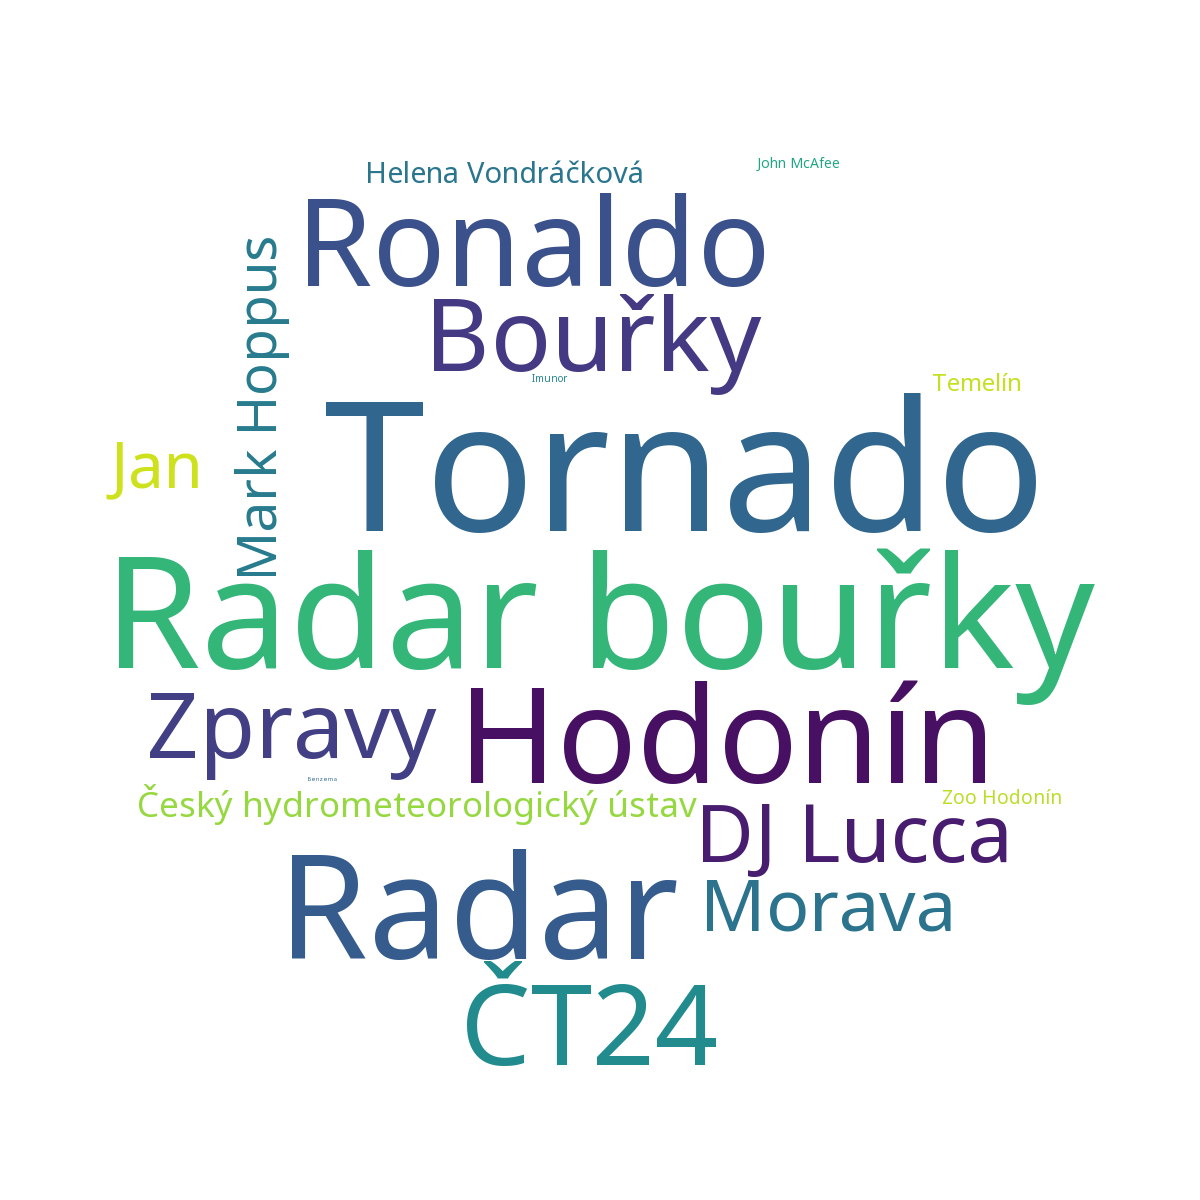 Helena Vondráčková
John McAfee
Ronaldo
Mark Hoppus
Bouřky
Imunor
Temelín
Tornado
Jan
Radar bouřky
Zpravy
Hodonín
Benzema
Český hydrometeorologický ústav
Zoo Hodonín
DJ Lucca
Radar
Morava
ČT24